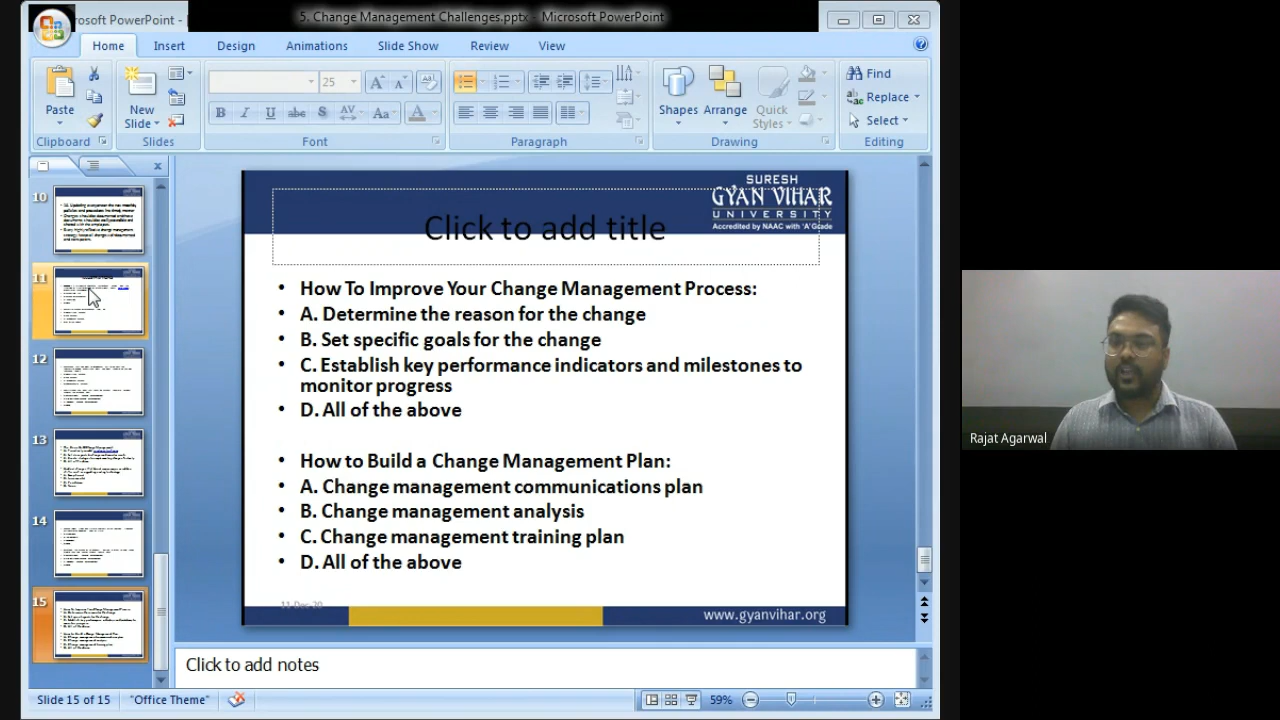 rosoft PowerPoint -
5. Change Management Challenges.pptx - Microsoft PowerPoint
Home Insert Design Animations Slide Show Review View
25
Paste
New
Slide
Shapes Arrange Quick
Styles
Find
Replace
Select
Clipboard Slides Font Paragraph Drawing Editing
10
11
12
13
14
15
SURESH
GYAN VIHAR
UNIVERSITY
Accredited by NAAC with 'A' Grade
Click to add title
• How To Improve Your Change Management Process:
• A. Determine the reason for the change
• B. Set specific goals for the change
• C. Establish key performance indicators and milestones to
monitor progress
• D. All of the above
• How to Build a Change Management Plan:
• A. Change management communications plan
• B. Change management analysis
• C. Change management training plan
• D. All of the above
11-Dec-20
www.gyanvihar.org
Click to add notes
Slide 15 of 15 "Office Theme" 59%
Rajat Agarwal